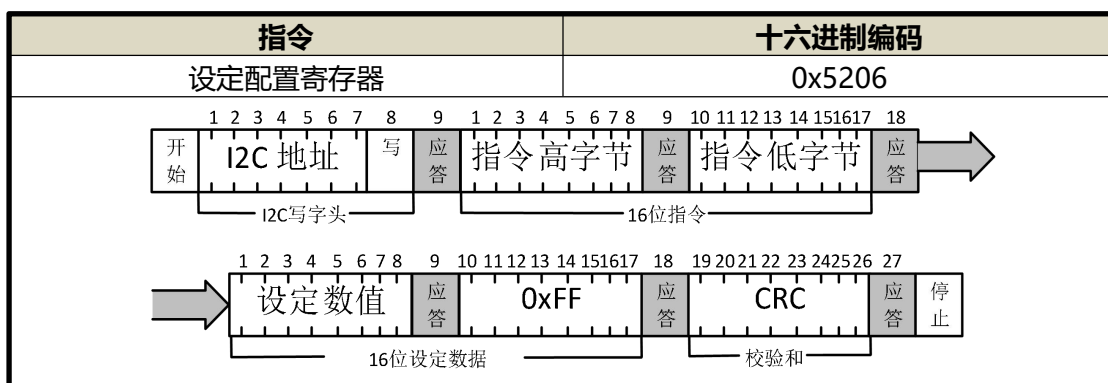 指令 十六进制编码
设定配置寄存器 0x5206
1 2 3 4 5 6 7 8 9 1 2 3 4 5 6 7 8 9 10 11 12 13 14 15 16 17 18
开始 I2C 地址 写 应答 指令高字节 应答 指令低字节 应答
I2C写字头 16位指令
1 2 3 4 5 6 7 8 9 10 11 12 13 14 15 16 17 18 19 20 21 22 23 24 25 26 27
设定数值 应答 0xFF 应答 CRC 应答 停止
16位设定数据 校验和